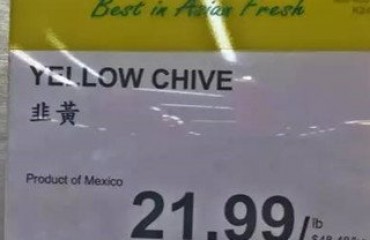 Best in Asian Fresh
YELLOW CHIVE
韭黃
Product of Mexico
21.99/lb